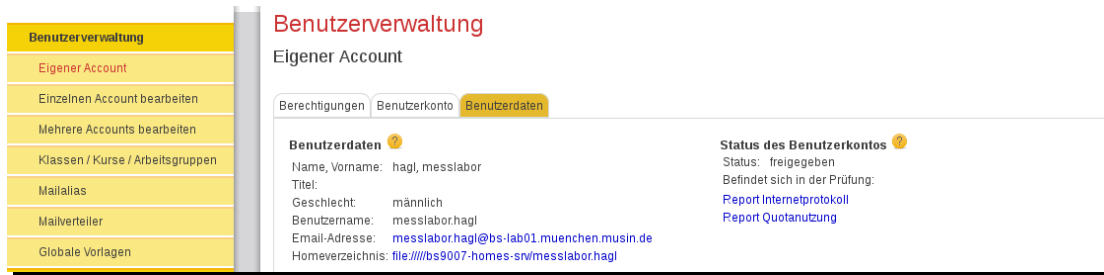 Benutzerverwaltung
Eigener Account
Einzelnen Account bearbeiten
Mehrere Accounts bearbeiten
Klassen / Kurse / Arbeitsgruppen
Mailalias
Mailverteiler
Globale Vorlagen
Benutzerverwaltung
Eigener Account
Berechtigungen Benutzerkonto Benutzerdaten
Benutzerdaten ?
Name, Vorname: hagl, messlabor
Titel:
Geschlecht: männlich
Benutzername: messlabor.hagl
Email-Adresse: messlabor.hagl@bs-lab01.muenchen.musin.de
Homeverzeichnis: file://///bs9007-homes-srv/messlabor.hagl
Status des Benutzerkontos ?
Status: freigegeben
Befindet sich in der Prüfung:
Report Internetprotokoll
Report Quotanutzung